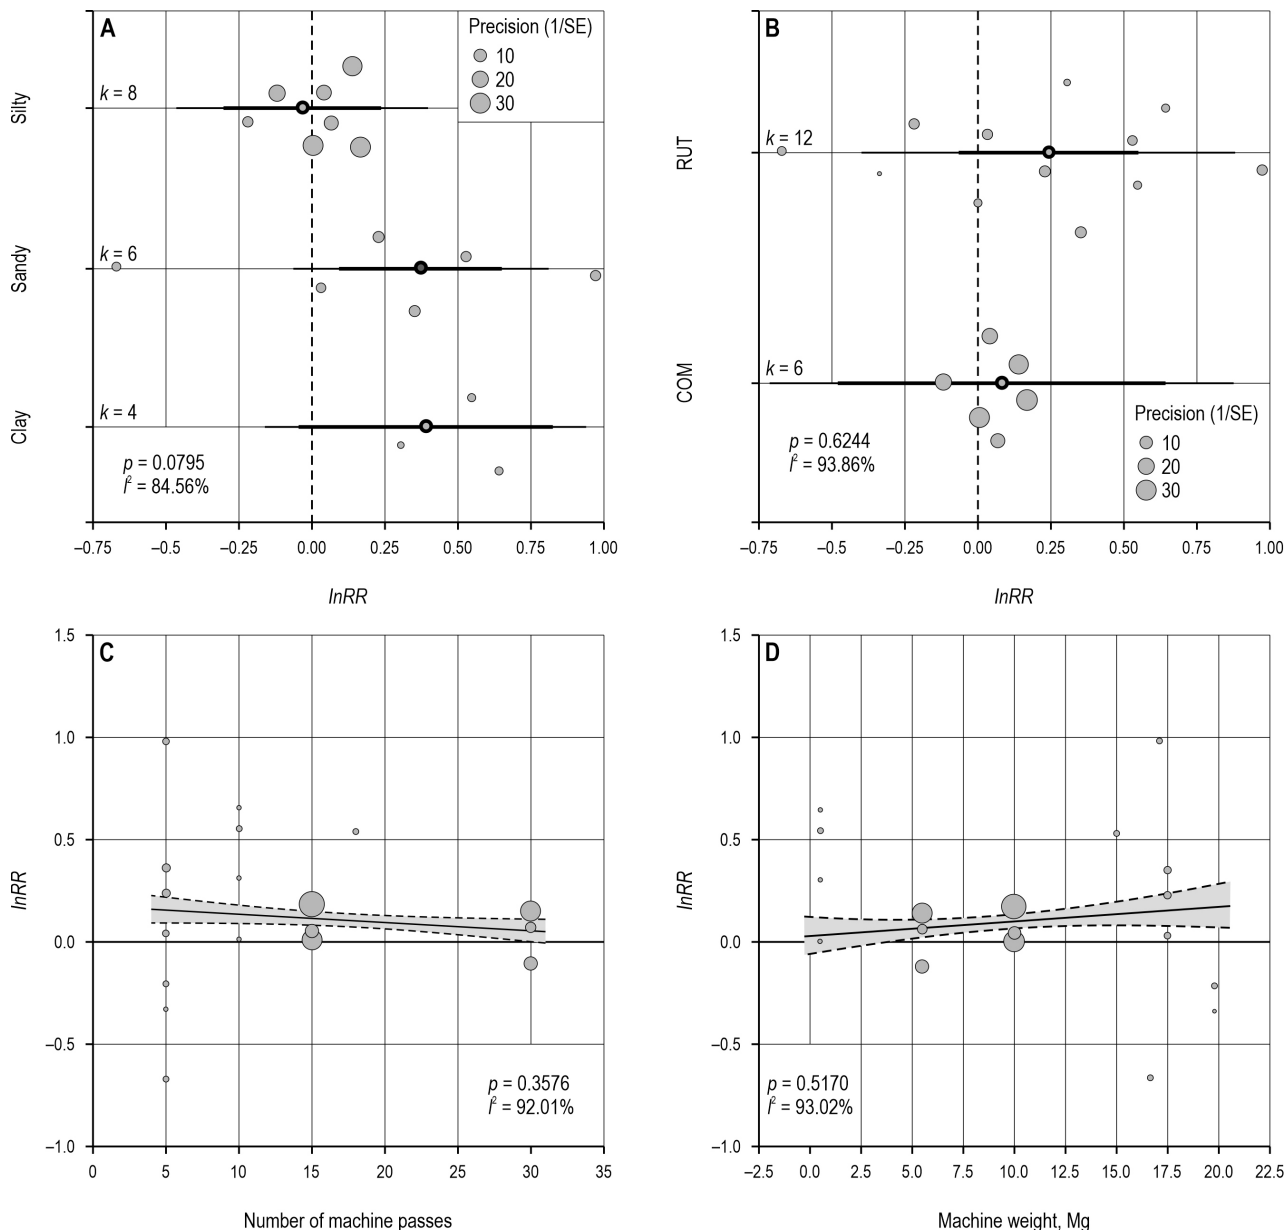 A
Precision (1/SE)
10
20
30
Silty
k = 8
Sandy
k = 6
Clay
k = 4
p = 0.0795
I² = 84.56%
–0.75 –0.5 –0.25 0.00 0.25 0.50 0.75 1.00
lnRR
B
RUT
k = 12
COM
k = 6
Precision (1/SE)
10
20
30
p = 0.6244
I² = 93.86%
–0.75 –0.5 –0.25 0.00 0.25 0.50 0.75 1.00
lnRR
C
1.5
1.0
0.5
0.0
–0.5
–1.0
lnRR
p = 0.3576
I² = 92.01%
0 5 10 15 20 25 30 35
Number of machine passes
D
1.5
1.0
0.5
0.0
–0.5
–1.0
lnRR
p = 0.5170
I² = 93.02%
–2.5 0.0 2.5 5.0 7.5 10.0 12.5 15.0 17.5 20.0 22.5
Machine weight, Mg